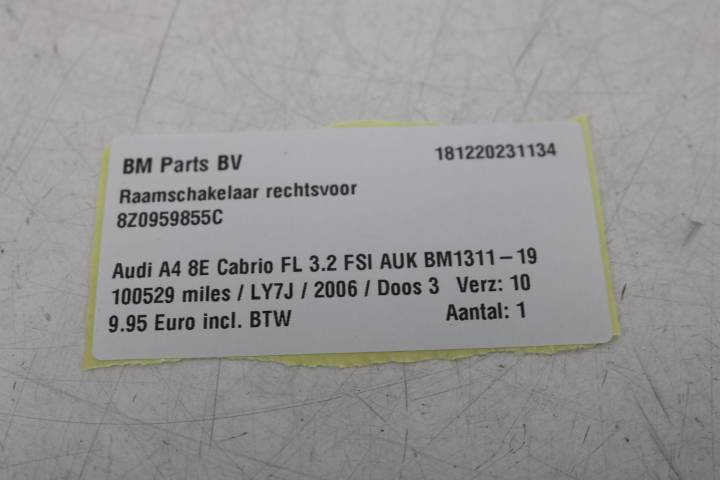 BM Parts BV 181220231134
Raamschakelaar rechtsvoor
8Z0959855C
Audi A4 8E Cabrio FL 3.2 FSI AUK BM1311-19
100529 miles / LY7J / 2006 / Doos 3 Verz: 10
9.95 Euro incl. BTW Aantal: 1